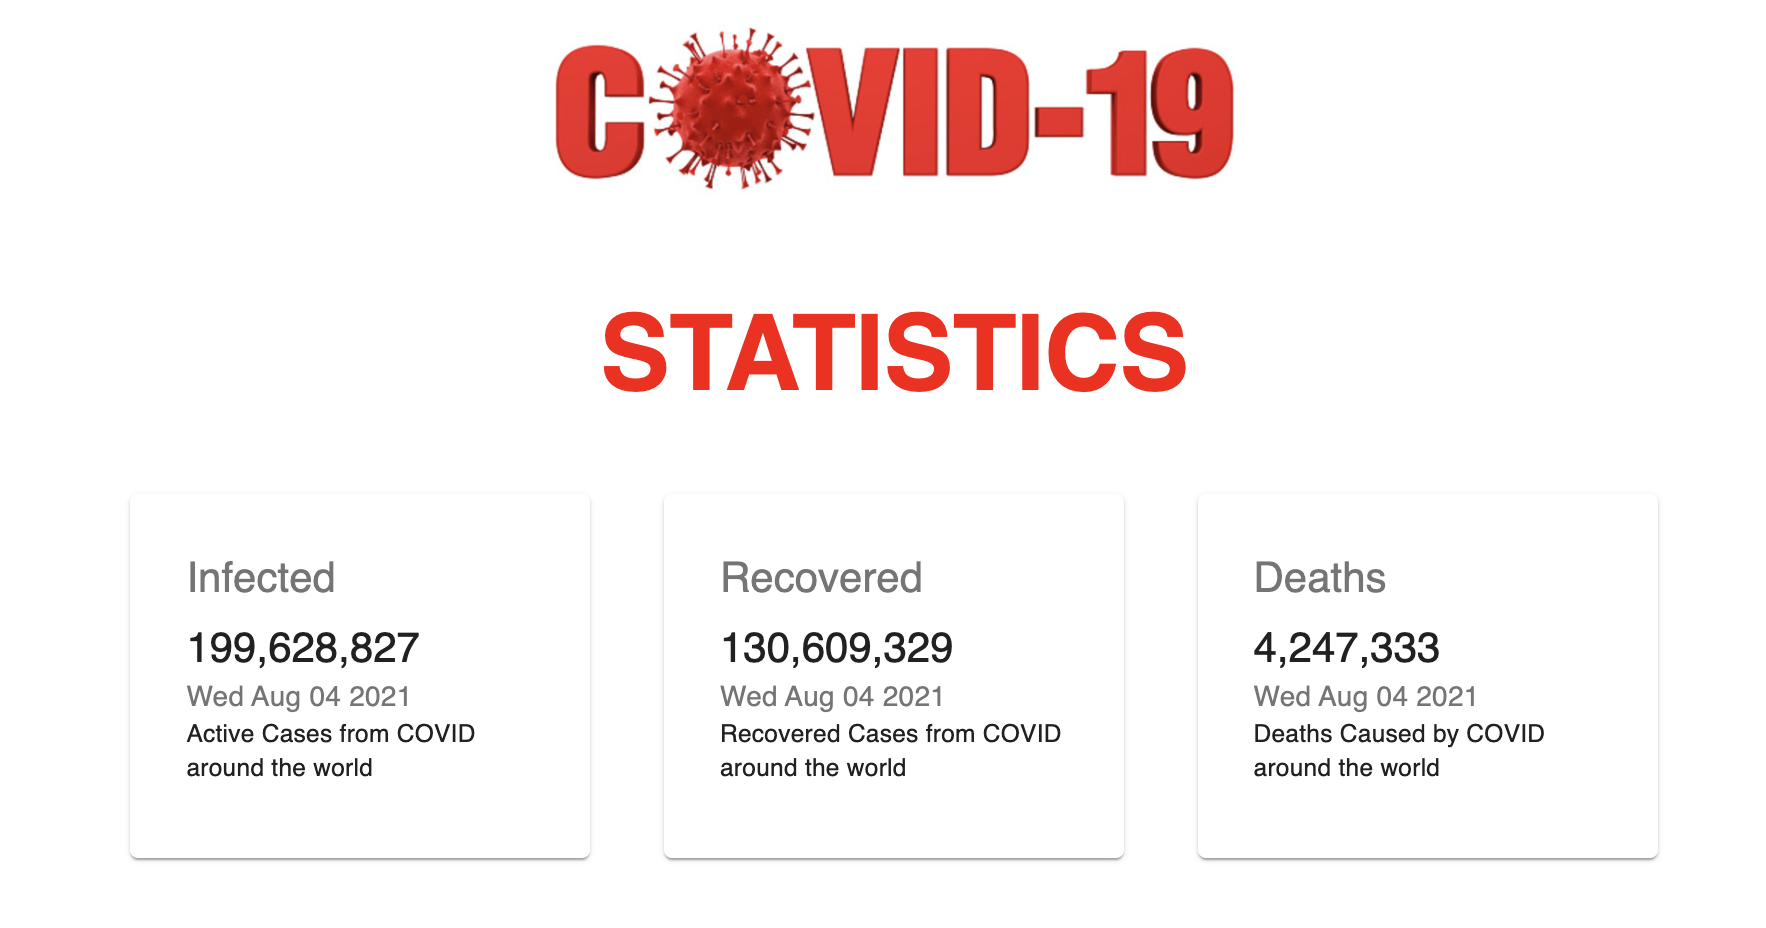 COVID-19
STATISTICS
Infected
199,628,827
Wed Aug 04 2021
Active Cases from COVID
around the world
Recovered
130,609,329
Wed Aug 04 2021
Recovered Cases from COVID
around the world
Deaths
4,247,333
Wed Aug 04 2021
Deaths Caused by COVID
around the world